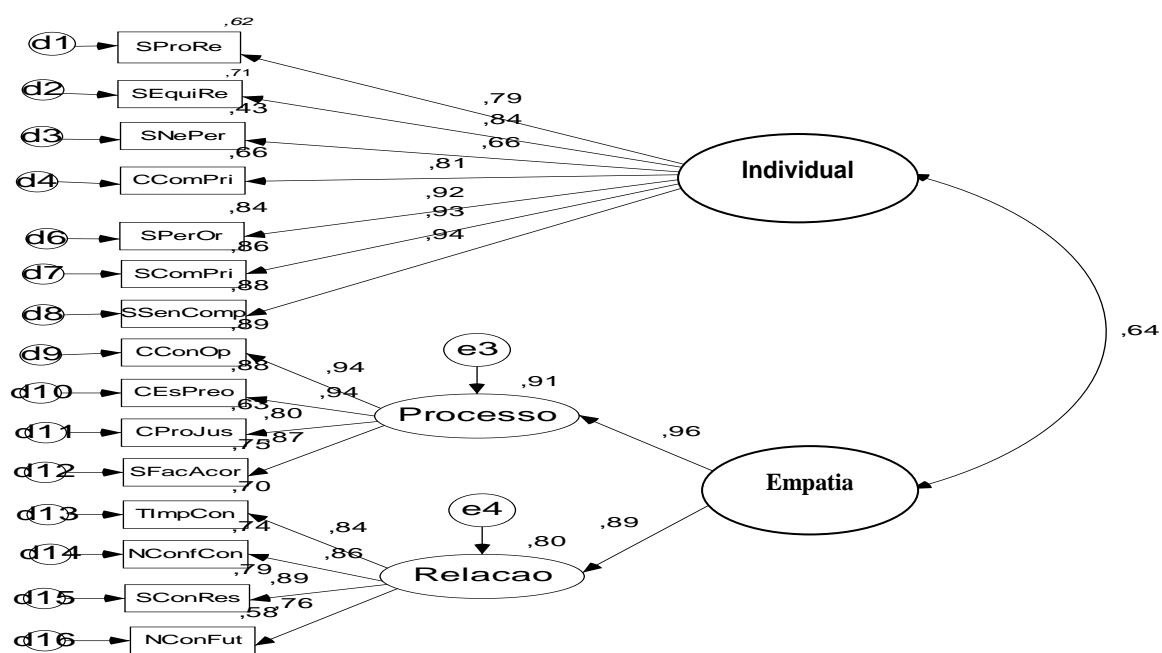 ,62
d1 SProRe
,71
d2 SEquiRe ,79
,43 ,84
d3 SNePer ,66
,66 ,81
d4 CComPri Individual
,84 ,92
d6 SPerOr ,93
,86 ,94
d7 SComPri
,88
d8 SSenComp
,89 ,64
d9 CConOp e3
,88 ,94 ,91
d10 CEsPreo ,94
,63 ,80 Processo
d11 CProJus ,87 ,96
,75
d12 SFacAcor Empatia
,70
d13 TImpCon e4
,74 ,84 ,80 ,89
d14 NConfCon ,86
,79 ,89 Relacao
d15 SConRes ,76
,58
d16 NConFut